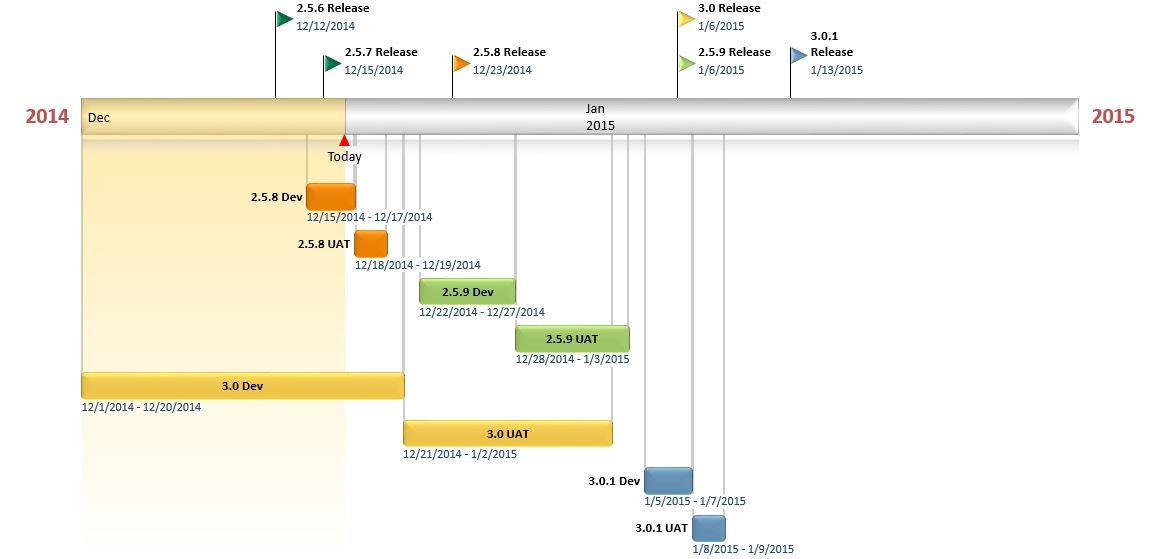 2.5.6 Release
12/12/2014
3.0 Release
1/6/2015
2.5.7 Release
12/15/2014
2.5.8 Release
12/23/2014
2.5.9 Release
1/6/2015
3.0.1
Release
1/13/2015
2014
Dec
Jan
2015
2015
Today
2.5.8 Dev
12/15/2014 - 12/17/2014
2.5.8 UAT
12/18/2014 - 12/19/2014
2.5.9 Dev
12/22/2014 - 12/27/2014
2.5.9 UAT
12/28/2014 - 1/3/2015
3.0 Dev
12/1/2014 - 12/20/2014
3.0 UAT
12/21/2014 - 1/2/2015
3.0.1 Dev
1/5/2015 - 1/7/2015
3.0.1 UAT
1/8/2015 - 1/9/2015